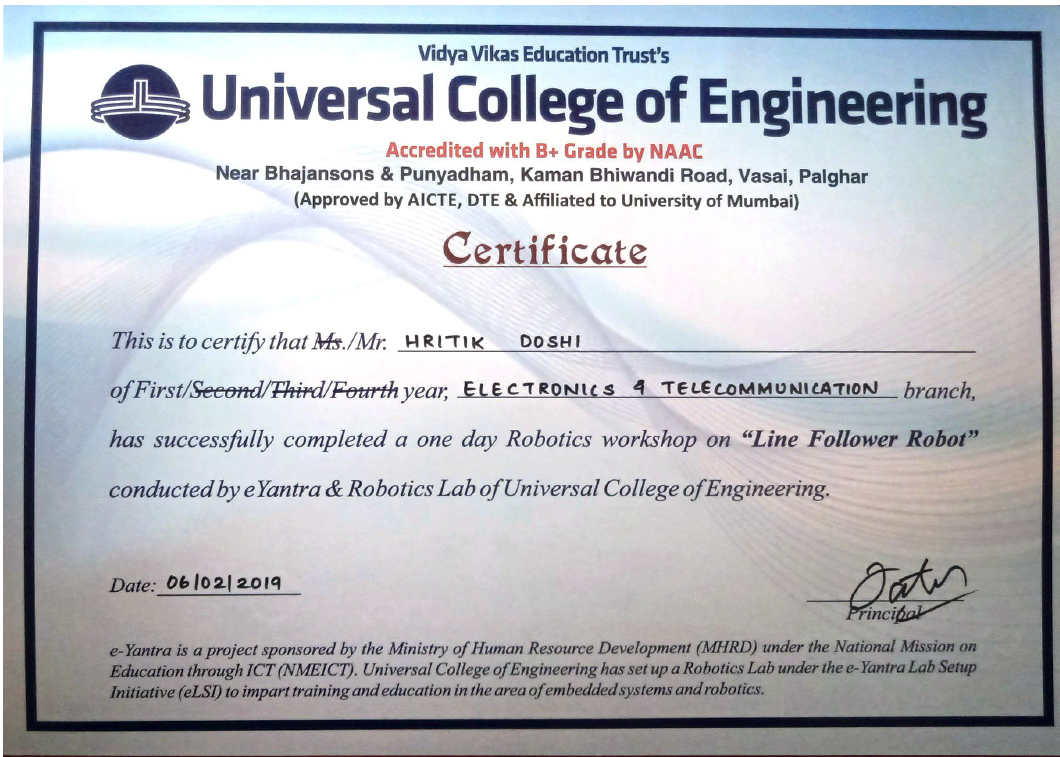 Vidya Vikas Education Trust's
Universal College of Engineering
Accredited with B+ Grade by NAAC
Near Bhajansons & Punyadham, Kaman Bhiwandi Road, Vasai, Palghar
(Approved by AICTE, DTE & Affiliated to University of Mumbai)
Certificate
This is to certify that Ms./Mr. HRITIK DOSHI
of First/Second/Third/Fourth year, ELECTRONICS & TELECOMMUNICATION branch,
has successfully completed a one day Robotics workshop on “Line Follower Robot”
conducted by eYantra & Robotics Lab of Universal College of Engineering.
Date: 06/02/2019
Principal
e-Yantra is a project sponsored by the Ministry of Human Resource Development (MHRD) under the National Mission on
Education through ICT (NMEICT). Universal College of Engineering has set up a Robotics Lab under the e-Yantra Lab Setup
Initiative (eLSI) to impart training and education in the area of embedded systems and robotics.